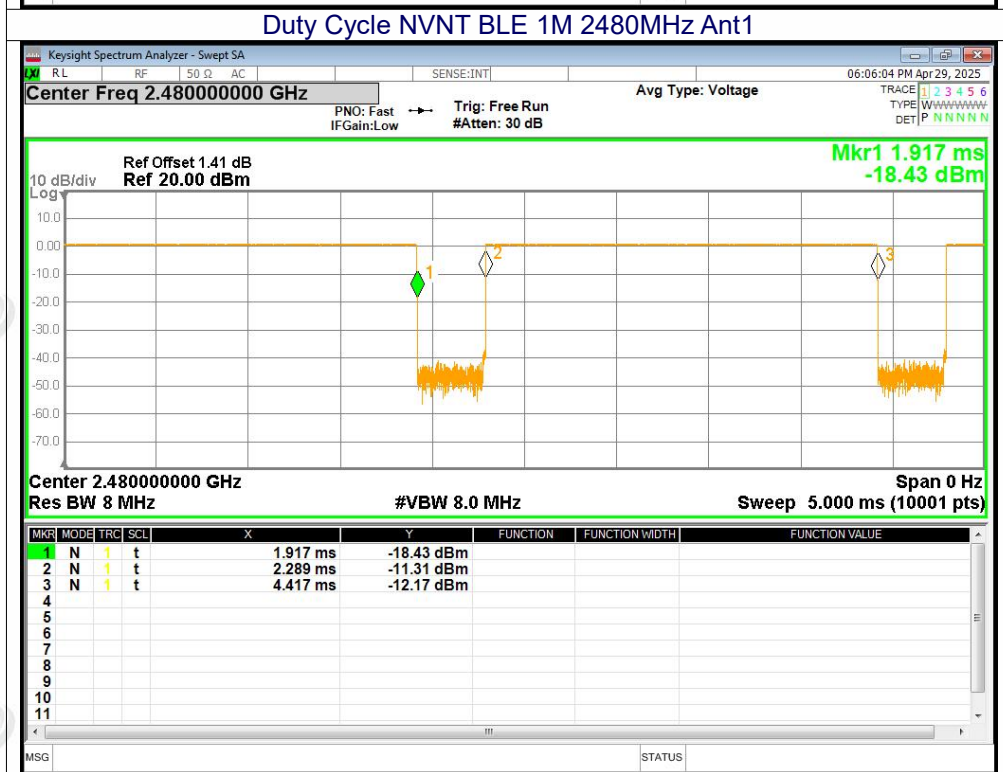 Duty Cycle NVNT BLE 1M 2480MHz Ant1
Keysight Spectrum Analyzer - Swept SA
LXI RL RF 50 Ω AC SENSE:INT 06:06:04 PM Apr 29, 2025
Center Freq 2.480000000 GHz Avg Type: Voltage TRACE 1 2 3 4 5 6
PNO: Fast Trig: Free Run TYPE WWWWWW
IFGain:Low #Atten: 30 dB DET P N N N N N
Mkr1 1.917 ms
-18.43 dBm
Ref Offset 1.41 dB
10 dB/div Ref 20.00 dBm
Log
10.0
0.00
2
3
-10.0
1
-20.0
-30.0
-40.0
-50.0
-60.0
-70.0
Center 2.480000000 GHz Span 0 Hz
Res BW 8 MHz #VBW 8.0 MHz Sweep 5.000 ms (10001 pts)
MKR MODE TRC SCL X Y FUNCTION FUNCTION WIDTH FUNCTION VALUE
1 N 1 t 1.917 ms -18.43 dBm
2 N 1 t 2.289 ms -11.31 dBm
3 N 1 t 4.417 ms -12.17 dBm
4
5
6
7
8
9
10
11
MSG STATUS